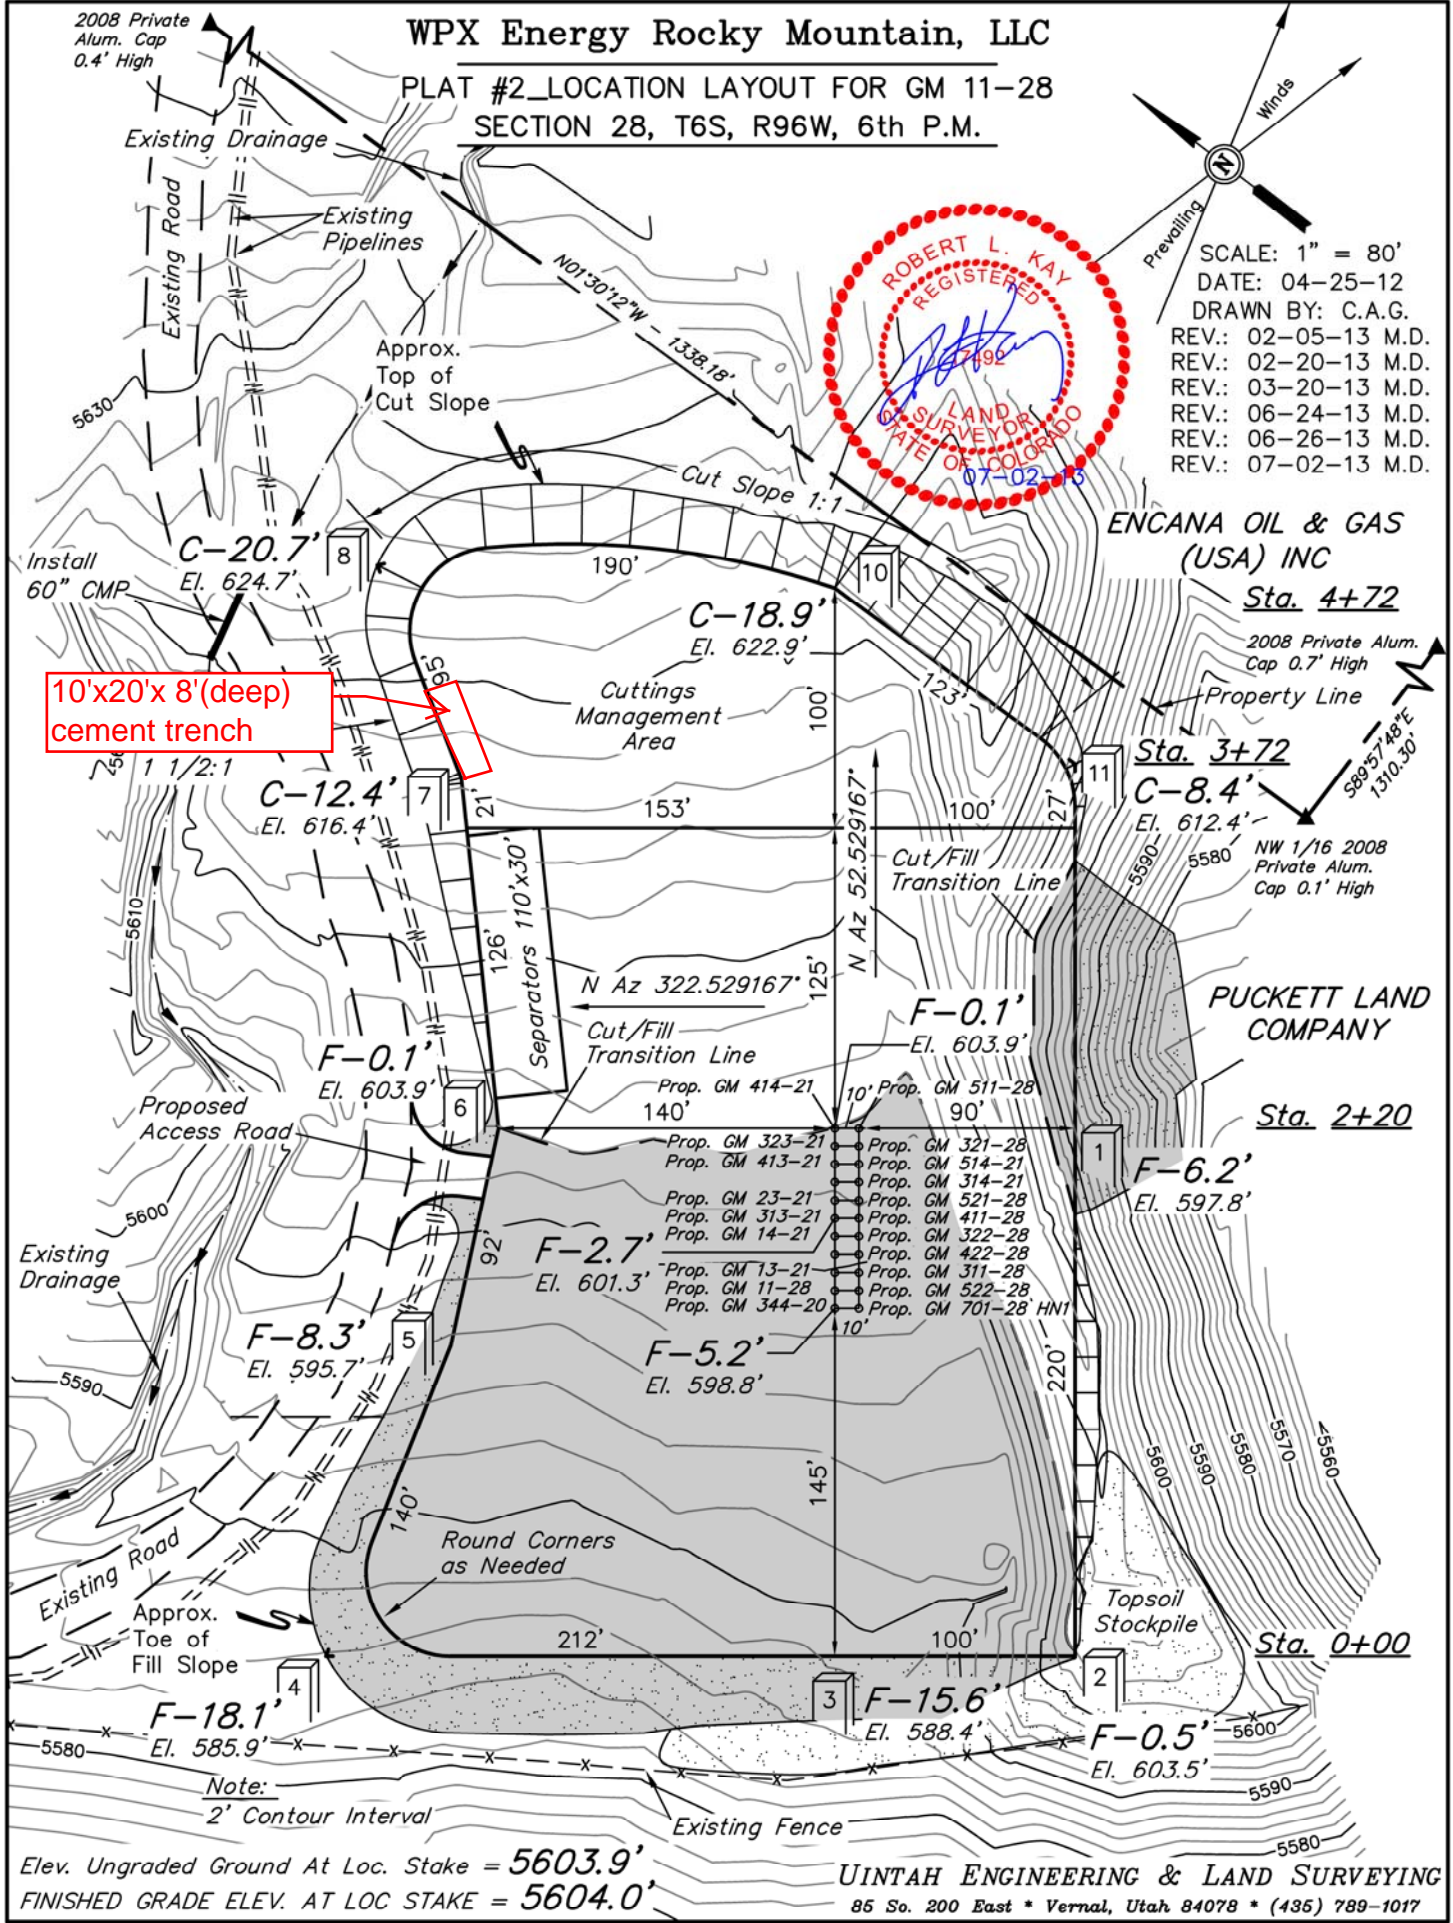 WPX Energy Rocky Mountain, LLC
PLAT #2_LOCATION LAYOUT FOR GM 11-28
SECTION 28, T6S, R96W, 6th P.M.
2008 Private
Alum. Cap
0.4' High
Existing Drainage
Existing Road
Existing
Pipelines
N01°30'12"W - 1338.18'
Winds
Prevailing
N
SCALE: 1" = 80'
DATE: 04-25-12
DRAWN BY: C.A.G.
REV.: 02-05-13 M.D.
REV.: 02-20-13 M.D.
REV.: 03-20-13 M.D.
REV.: 06-24-13 M.D.
REV.: 06-26-13 M.D.
REV.: 07-02-13 M.D.
ROBERT L. KAY
REGISTERED
17492
LAND
SURVEYOR
STATE OF COLORADO
07-02-13
Approx.
Top of
Cut Slope
5630
Cut Slope 1:1
ENCANA OIL & GAS
(USA) INC
Sta. 4+72
Install
60" CMP
C-20.7'
El. 624.7'
8
190'
10
C-18.9'
El. 622.9'
2008 Private Alum.
Cap 0.7' High
Property Line
10'x20'x 8'(deep)
cement trench
95'
Cuttings
Management
Area
100'
123'
S89°57'48"E
1310.30'
1 1/2:1
Sta. 3+72
11
C-8.4'
El. 612.4'
C-12.4'
El. 616.4'
7
21'
153'
100'
27'
NW 1/16 2008
Private Alum.
Cap 0.1' High
5590
5580
Cut/Fill
Transition Line
N Az 52.529167°
5610
126'
Separators 110'x30'
N Az 322.529167°
125'
PUCKETT LAND
COMPANY
F-0.1'
El. 603.9'
Cut/Fill
Transition Line
F-0.1'
El. 603.9'
6
Proposed
Access Road
Prop. GM 414-21
10'
Prop. GM 511-28
140'
90'
Sta. 2+20
Prop. GM 323-21
Prop. GM 321-28
Prop. GM 413-21
Prop. GM 514-21
Prop. GM 314-21
Prop. GM 23-21
Prop. GM 521-28
Prop. GM 313-21
Prop. GM 411-28
Prop. GM 14-21
Prop. GM 322-28
Prop. GM 422-28
Prop. GM 13-21
Prop. GM 311-28
Prop. GM 11-28
Prop. GM 522-28
Prop. GM 344-20
Prop. GM 701-28 HN1
10'
1
F-6.2'
El. 597.8'
5600
92'
F-2.7'
El. 601.3'
Existing
Drainage
F-8.3'
El. 595.7'
5
F-5.2'
El. 598.8'
220'
5590
5600
5590
5580
5570
5560
145'
140'
Round Corners
as Needed
Existing Road
Approx.
Toe of
Fill Slope
Topsoil
Stockpile
212'
100'
Sta. 0+00
4
3
2
F-18.1'
El. 585.9'
F-15.6'
El. 588.4'
F-0.5'
El. 603.5'
5600
5580
5590
Note:
2' Contour Interval
Existing Fence
5580
Elev. Ungraded Ground At Loc. Stake = 5603.9'
FINISHED GRADE ELEV. AT LOC STAKE = 5604.0'
UINTAH ENGINEERING & LAND SURVEYING
85 So. 200 East * Vernal, Utah 84078 * (435) 789-1017